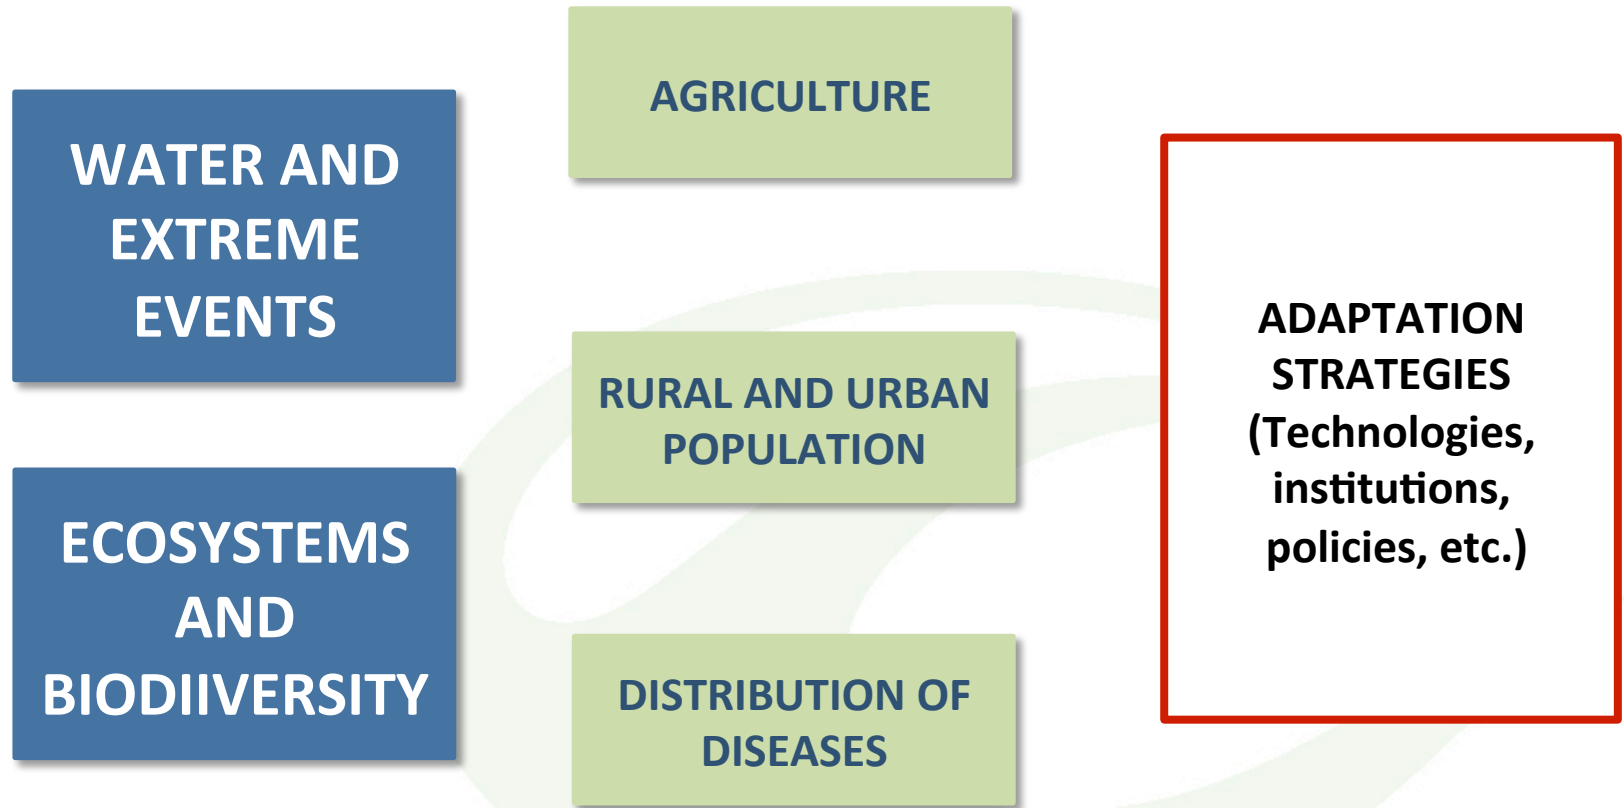 WATER AND
EXTREME
EVENTS
ECOSYSTEMS
AND
BIODIIVERSITY
AGRICULTURE
RURAL AND URBAN
POPULATION
DISTRIBUTION OF
DISEASES
ADAPTATION
STRATEGIES
(Technologies,
institutions,
policies, etc.)